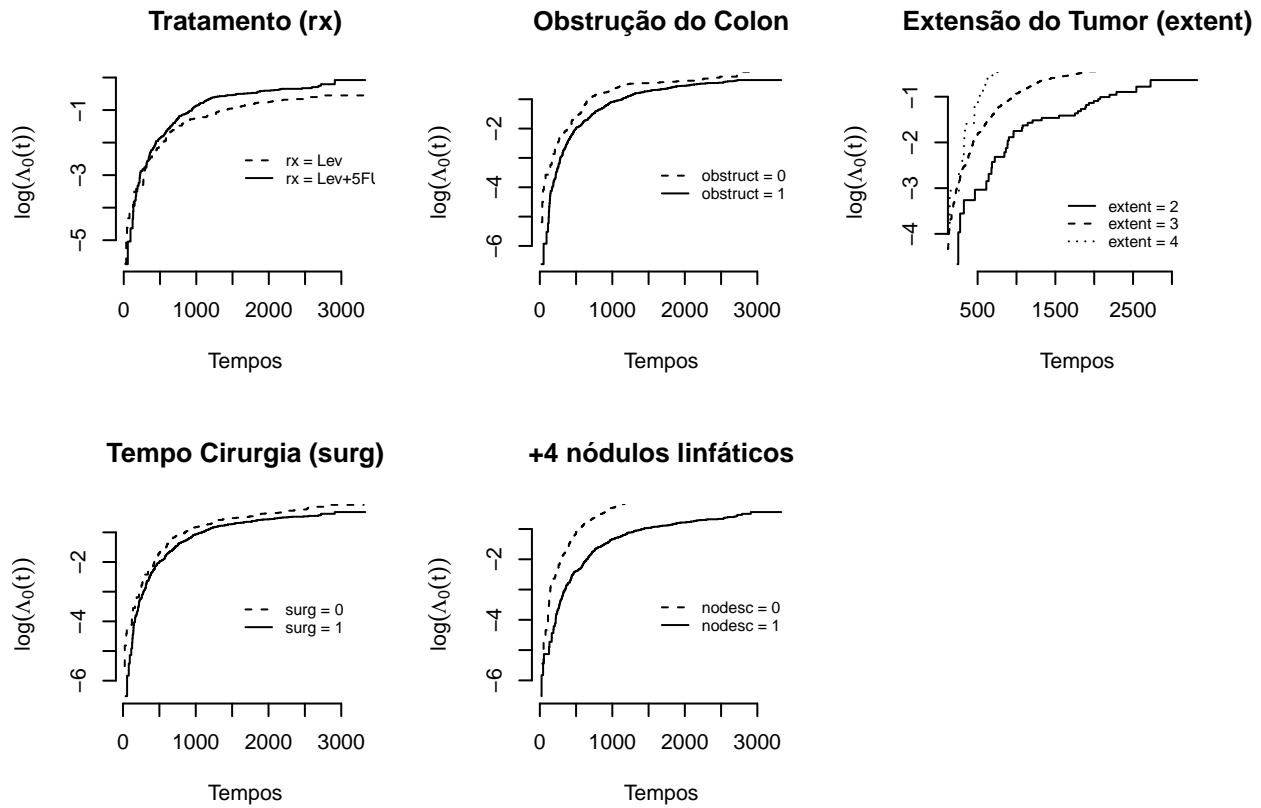 Tratamento (rx)
log(Λ0(t))
−5
−3
−1
rx = Lev
rx = Lev+5FU
0
1000
2000
3000
Tempos
Obstrução do Colon
log(Λ0(t))
−6
−4
−2
obstruct = 0
obstruct = 1
0
1000
2000
3000
Tempos
Extensão do Tumor (extent)
log(Λ0(t))
−4
−3
−2
−1
extent = 2
extent = 3
extent = 4
500
1500
2500
Tempos
Tempo Cirurgia (surg)
log(Λ0(t))
−6
−4
−2
surg = 0
surg = 1
0
1000
2000
3000
Tempos
+4 nódulos linfáticos
log(Λ0(t))
−6
−4
−2
nodesc = 0
nodesc = 1
0
1000
2000
3000
Tempos